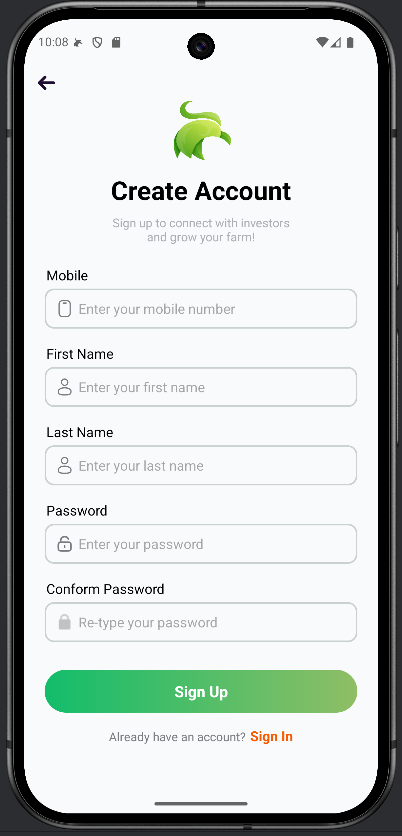 10:08
Create Account
Sign up to connect with investors
and grow your farm!
Mobile
Enter your mobile number
First Name
Enter your first name
Last Name
Enter your last name
Password
Enter your password
Conform Password
Re-type your password
Sign Up
Already have an account? Sign In